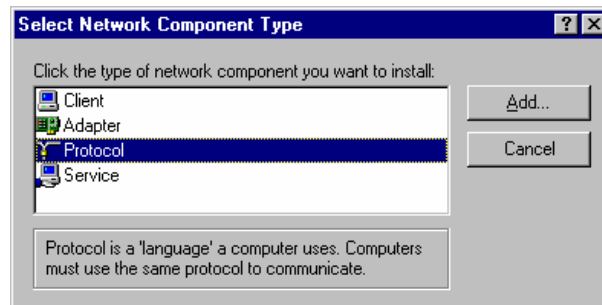 Select Network Component Type
Click the type of network component you want to install:
Client
Adapter
Protocol
Service
Add...
Cancel
Protocol is a 'language' a computer uses. Computers
must use the same protocol to communicate.